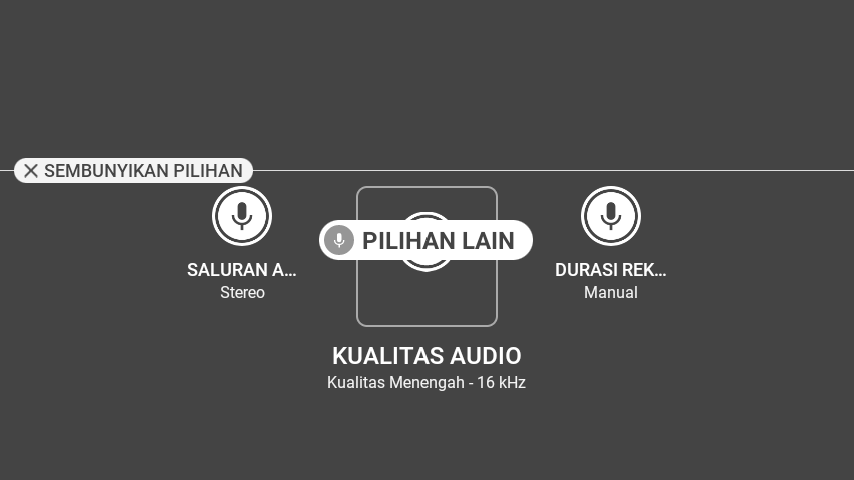 SEMBUNYIKAN PILIHAN
PILIHAN LAIN
SALURAN A...
Stereo
DURASI REK...
Manual
KUALITAS AUDIO
Kualitas Menengah - 16 kHz